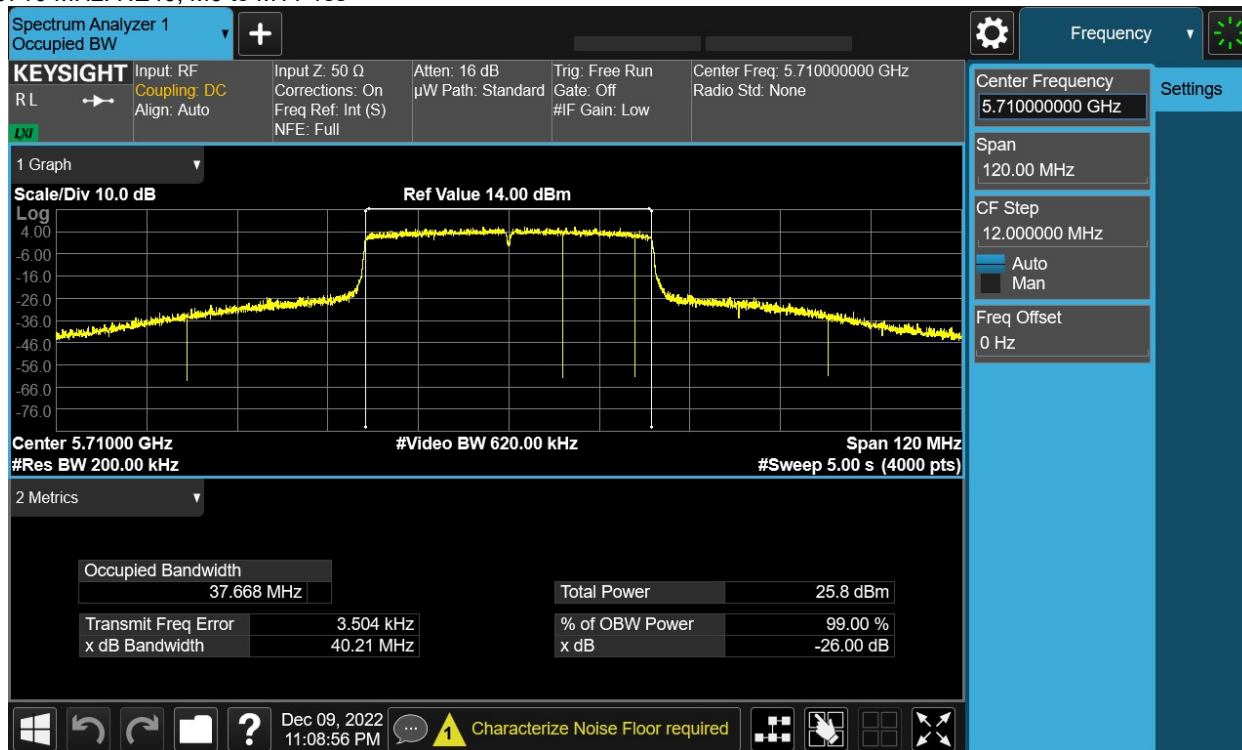 Spectrum Analyzer 1
Occupied BW
+
Frequency
KEYSIGHT
RL
LXI
Input: RF
Coupling: DC
Align: Auto
Input Z: 50 Ω
Corrections: On
Freq Ref: Int (S)
NFE: Full
Atten: 16 dB
µW Path: Standard
Trig: Free Run
Gate: Off
#IF Gain: Low
Center Freq: 5.710000000 GHz
Radio Std: None
Center Frequency
5.710000000 GHz
Settings
Span
120.00 MHz
CF Step
12.000000 MHz
Auto
Man
Freq Offset
0 Hz
1 Graph
Scale/Div 10.0 dB
Ref Value 14.00 dBm
Log
4.00
-6.00
-16.0
-26.0
-36.0
-46.0
-56.0
-66.0
-76.0
Center 5.71000 GHz
#Video BW 620.00 kHz
Span 120 MHz
#Res BW 200.00 kHz
#Sweep 5.00 s (4000 pts)
2 Metrics
Occupied Bandwidth
37.668 MHz
Total Power 25.8 dBm
Transmit Freq Error 3.504 kHz
% of OBW Power 99.00 %
x dB Bandwidth 40.21 MHz
x dB -26.00 dB
?
Dec 09, 2022
11:08:56 PM
1
Characterize Noise Floor required